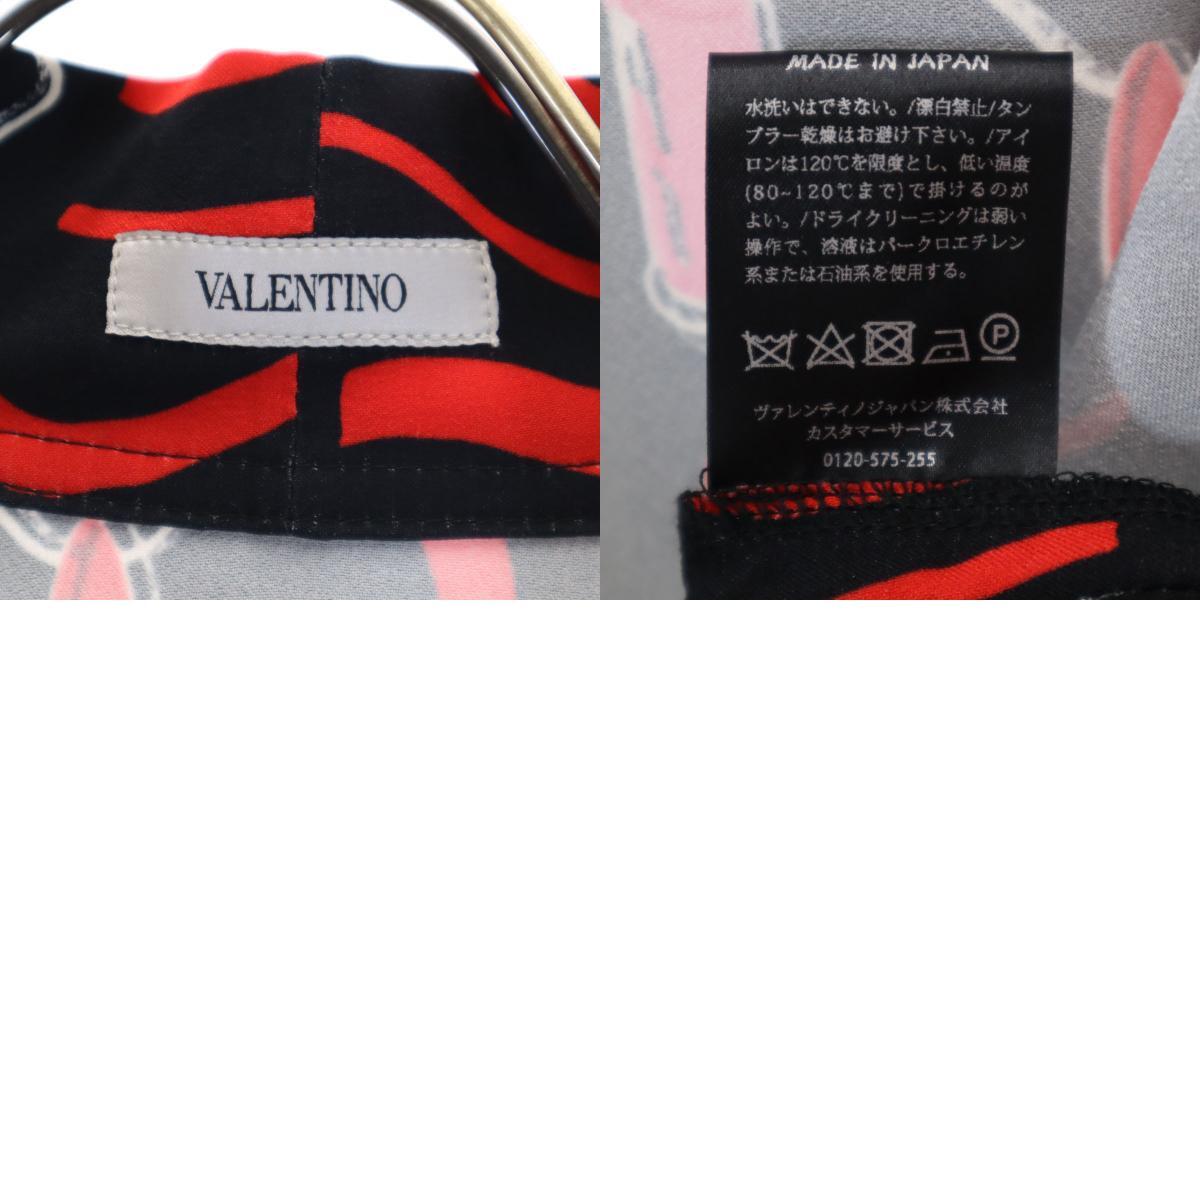 VALENTINO
MADE IN JAPAN
水洗いはできない。/漂白禁止/タン
ブラー乾燥はお避け下さい。/アイ
ロンは120℃を限度とし、低い温度
(80~120℃まで)で掛けるのが
よい。/ドライクリーニングは弱い
操作で、溶液はパークロエチレン
系または石油系を使用する。
P
ヴァレンティノジャパン株式会社
カスタマーサービス
0120-575-255